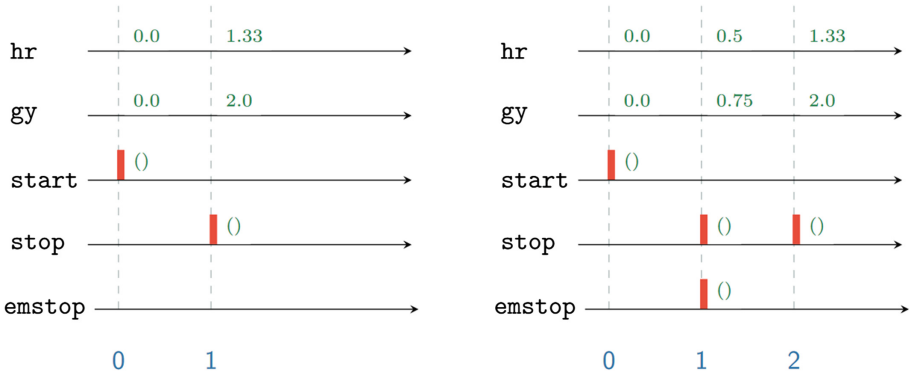 0.0 1.33
hr
0.0 2.0
gy
()
start
()
stop
emstop
0 1
0.0 0.5 1.33
hr
0.0 0.75 2.0
gy
()
start
() ()
stop
()
emstop
0 1 2